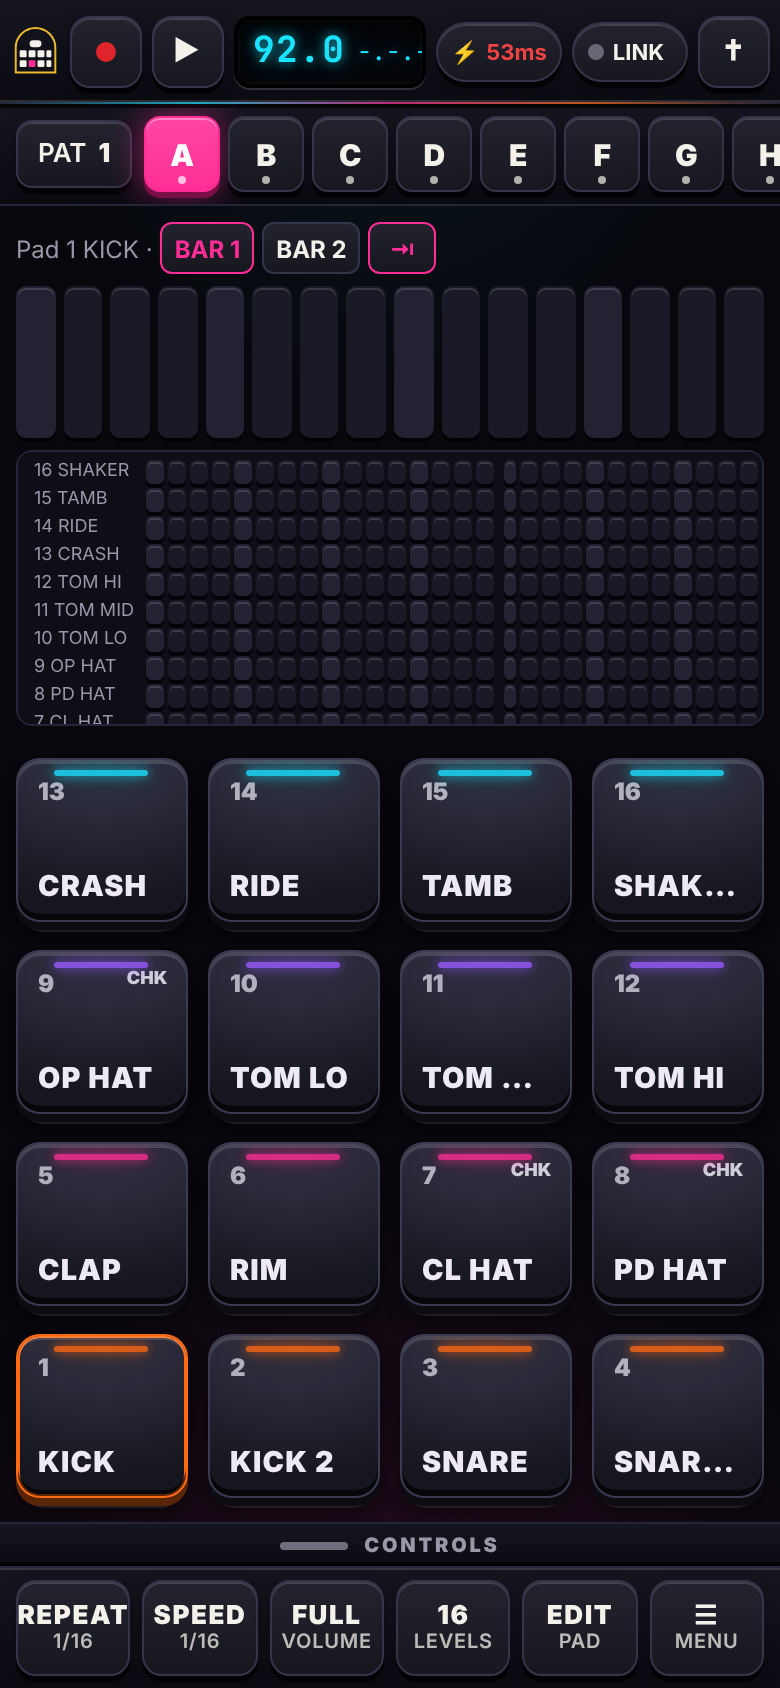 92.0 -.-.-
⚡ 53ms
LINK
✝
PAT 1
A
B
C
D
E
F
G
H
Pad 1 KICK ·
BAR 1
BAR 2
⇥
16 SHAKER
15 TAMB
14 RIDE
13 CRASH
12 TOM HI
11 TOM MID
10 TOM LO
9 OP HAT
8 PD HAT
7 CL HAT
13
CRASH
14
RIDE
15
TAMB
16
SHAK...
9 CHK
OP HAT
10
TOM LO
11
TOM ...
12
TOM HI
5
CLAP
6
RIM
7 CHK
CL HAT
8 CHK
PD HAT
1
KICK
2
KICK 2
3
SNARE
4
SNAR...
CONTROLS
REPEAT
1/16
SPEED
1/16
FULL
VOLUME
16
LEVELS
EDIT
PAD
☰
MENU